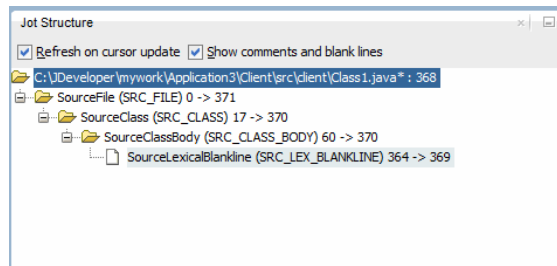 Jot Structure
Refresh on cursor update Show comments and blank lines
C:\JDeveloper\mywork\Application3\Client\src\client\Class1.java* : 368
SourceFile (SRC_FILE) 0 -> 371
SourceClass (SRC_CLASS) 17 -> 370
SourceClassBody (SRC_CLASS_BODY) 60 -> 370
SourceLexicalBlankline (SRC_LEX_BLANKLINE) 364 -> 369